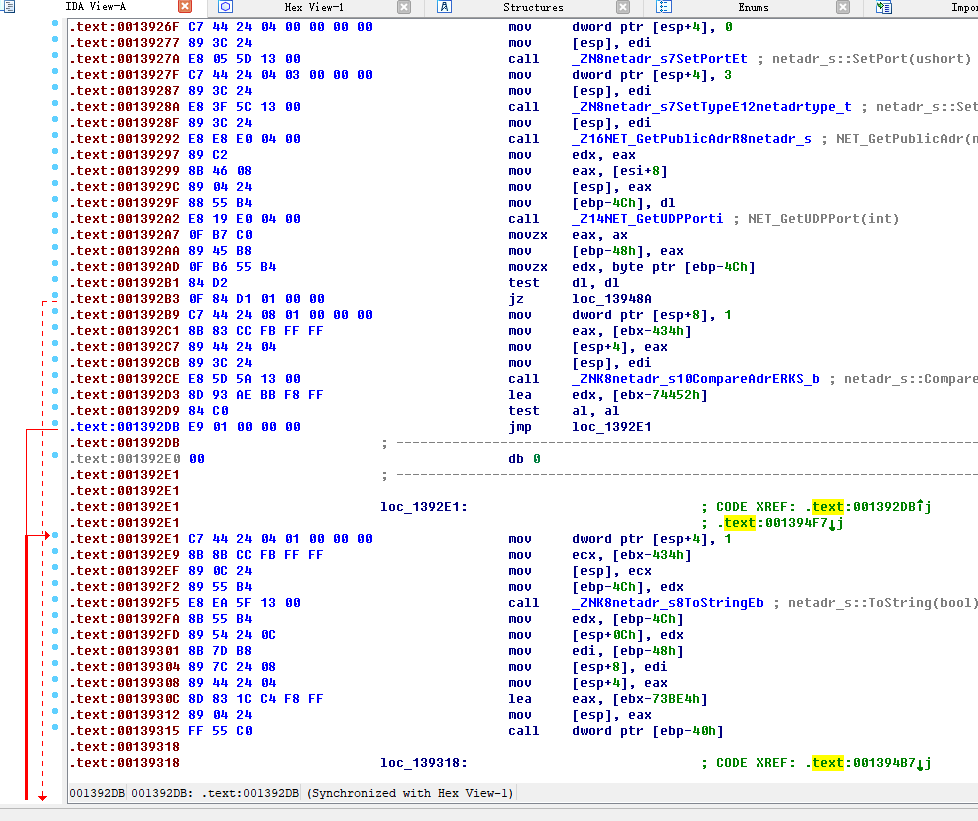 IDA View-A Hex View-1 A Structures Enums Impor
.text:0013926F C7 44 24 04 00 00 00 00 mov dword ptr [esp+4], 0
.text:00139277 89 3C 24 mov [esp], edi
.text:0013927A E8 05 5D 13 00 call _ZN8netadr_s7SetPortEt ; netadr_s::SetPort(ushort)
.text:0013927F C7 44 24 04 03 00 00 00 mov dword ptr [esp+4], 3
.text:00139287 89 3C 24 mov [esp], edi
.text:0013928A E8 3F 5C 13 00 call _ZN8netadr_s7SetTypeE12netadrtype_t ; netadr_s::Set
.text:0013928F 89 3C 24 mov [esp], edi
.text:00139292 E8 E8 E0 04 00 call _Z16NET_GetPublicAdrR8netadr_s ; NET_GetPublicAdr(n
.text:00139297 89 C2 mov edx, eax
.text:00139299 8B 46 08 mov eax, [esi+8]
.text:0013929C 89 04 24 mov [esp], eax
.text:0013929F 88 55 B4 mov [ebp-4Ch], dl
.text:001392A2 E8 19 E0 04 00 call _Z14NET_GetUDPPorti ; NET_GetUDPPort(int)
.text:001392A7 0F B7 C0 movzx eax, ax
.text:001392AA 89 45 B8 mov [ebp-48h], eax
.text:001392AD 0F B6 55 B4 movzx edx, byte ptr [ebp-4Ch]
.text:001392B1 84 D2 test dl, dl
.text:001392B3 0F 84 D1 01 00 00 jz loc_13948A
.text:001392B9 C7 44 24 08 01 00 00 00 mov dword ptr [esp+8], 1
.text:001392C1 8B 83 CC FB FF FF mov eax, [ebx-434h]
.text:001392C7 89 44 24 04 mov [esp+4], eax
.text:001392CB 89 3C 24 mov [esp], edi
.text:001392CE E8 5D 5A 13 00 call _ZNK8netadr_s10CompareAdrERKS_b ; netadr_s::Compare
.text:001392D3 8D 93 AE BB F8 FF lea edx, [ebx-74452h]
.text:001392D9 84 C0 test al, al
.text:001392DB E9 01 00 00 00 jmp loc_1392E1
.text:001392DB ; ---------------------------------------------------------------------------
.text:001392E0 00 db 0
.text:001392E1 ; ---------------------------------------------------------------------------
.text:001392E1
.text:001392E1 loc_1392E1: ; CODE XREF: .text:001392DB↑j
.text:001392E1 ; .text:001394F7↓j
.text:001392E1 C7 44 24 04 01 00 00 00 mov dword ptr [esp+4], 1
.text:001392E9 8B 8B CC FB FF FF mov ecx, [ebx-434h]
.text:001392EF 89 0C 24 mov [esp], ecx
.text:001392F2 89 55 B4 mov [ebp-4Ch], edx
.text:001392F5 E8 EA 5F 13 00 call _ZNK8netadr_s8ToStringEb ; netadr_s::ToString(bool)
.text:001392FA 8B 55 B4 mov edx, [ebp-4Ch]
.text:001392FD 89 54 24 0C mov [esp+0Ch], edx
.text:00139301 8B 7D B8 mov edi, [ebp-48h]
.text:00139304 89 7C 24 08 mov [esp+8], edi
.text:00139308 89 44 24 04 mov [esp+4], eax
.text:0013930C 8D 83 1C C4 F8 FF lea eax, [ebx-73BE4h]
.text:00139312 89 04 24 mov [esp], eax
.text:00139315 FF 55 C0 call dword ptr [ebp-40h]
.text:00139318
.text:00139318 loc_139318: ; CODE XREF: .text:001394B7↓j
001392DB 001392DB: .text:001392DB (Synchronized with Hex View-1)